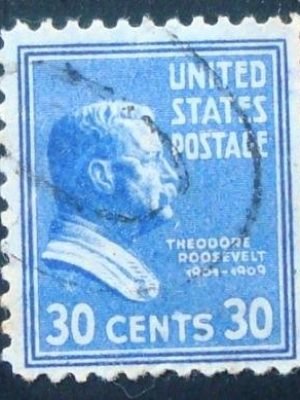 UNITED
STATES
POSTAGE
THEODORE
ROOSEVELT
1901-1909
30 CENTS 30